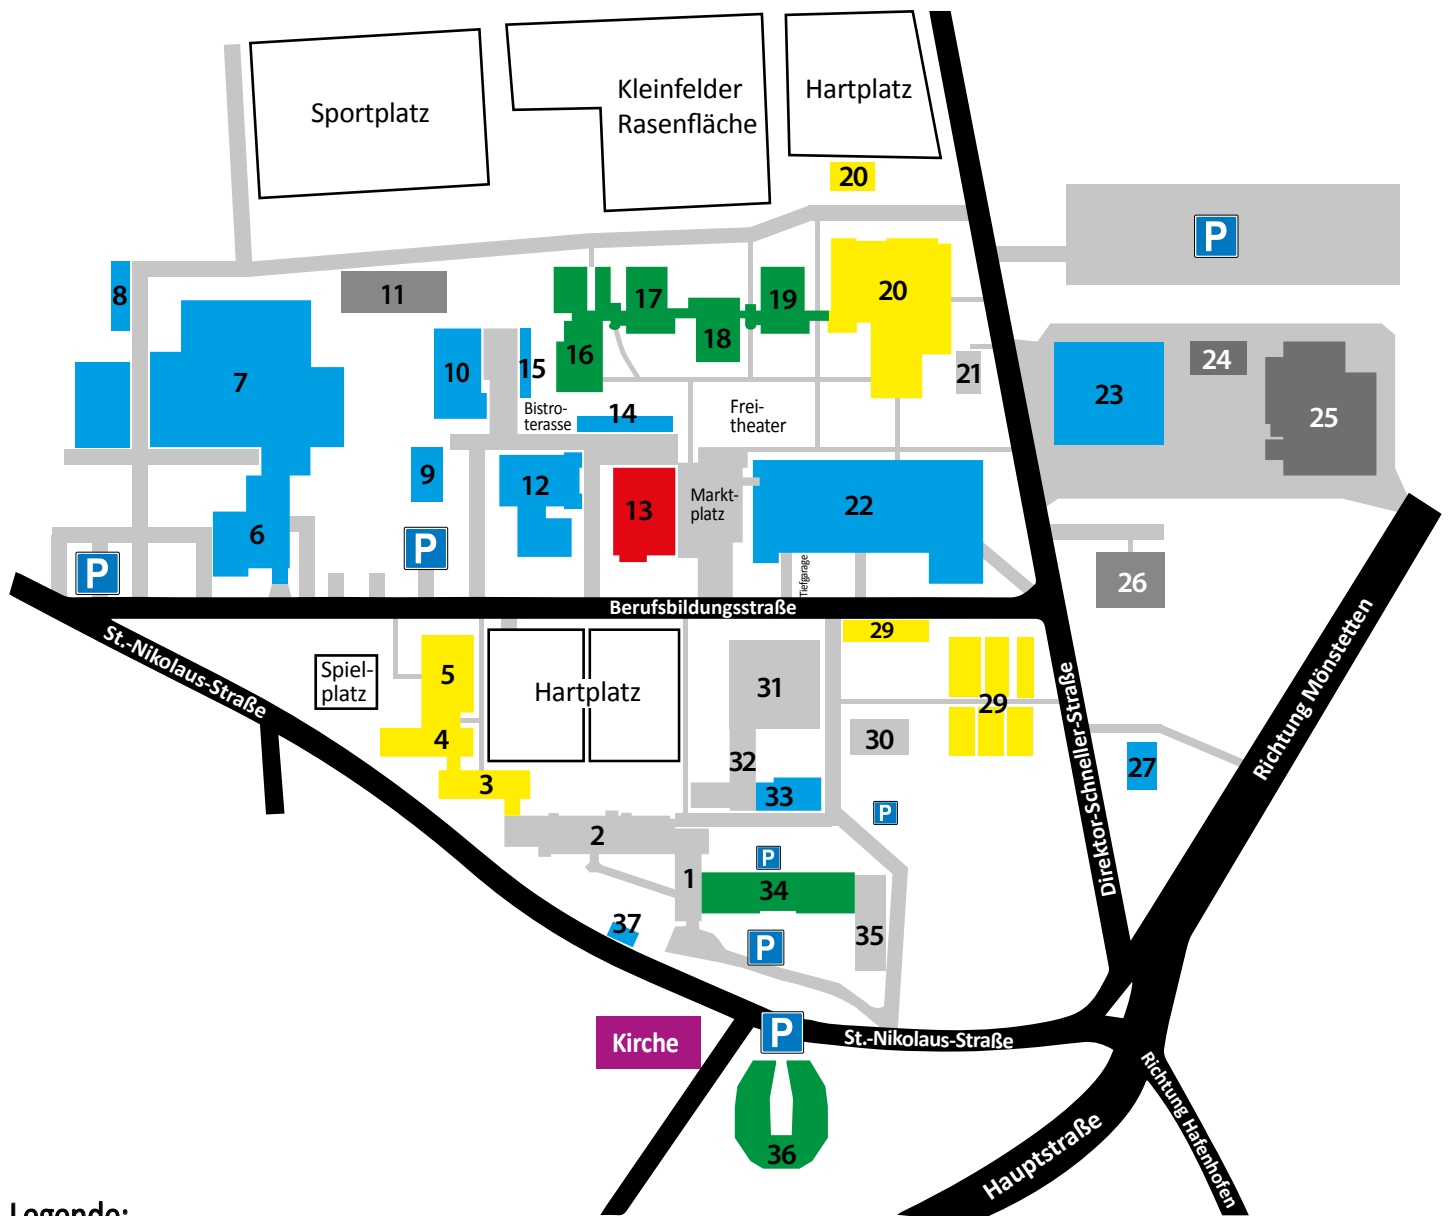 Sportplatz
Kleinfelder
Rasenfläche
Hartplatz
20
P
8
11
7
10
15
16
17
18
19
20
21
23
24
25
Bistro-
terasse
14
Frei-
theater
9
12
13
Markt-
platz
22
6
P
P
Tiefgarage
26
Berufsbildungsstraße
St.-Nikolaus-Straße
Spiel-
platz
5
4
3
Hartplatz
31
32
33
29
29
30
27
Direktor-Schneller-Straße
Richtung Mönstetten
2
1
P
P
34
35
37
P
Kirche
P
St.-Nikolaus-Straße
36
Hauptstraße
Richtung Hafenhofen
Legende: